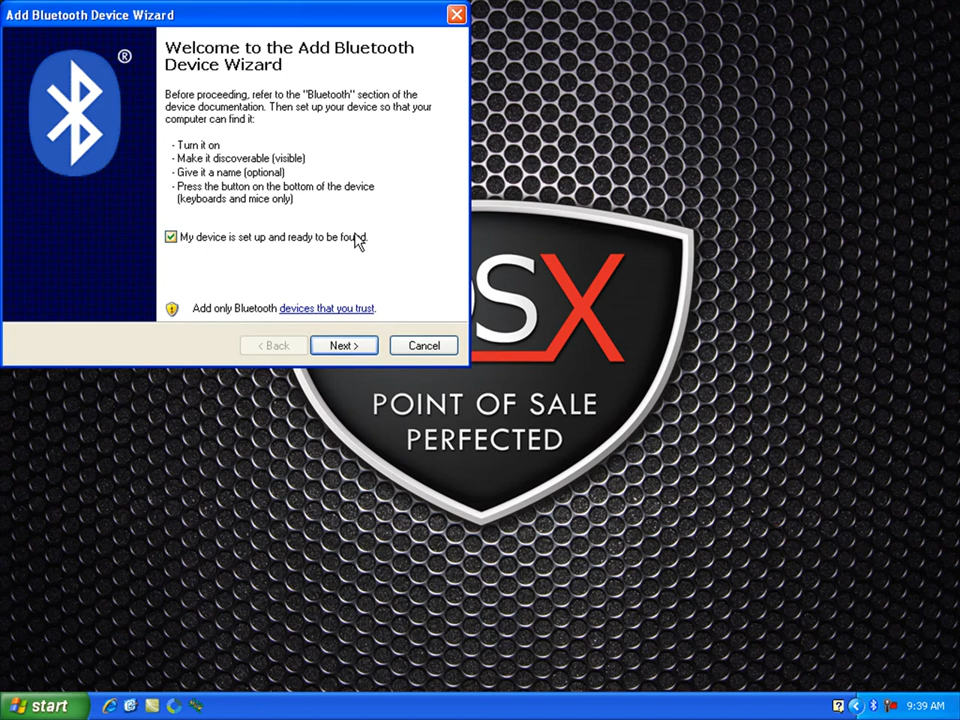 Add Bluetooth Device Wizard
®
Welcome to the Add Bluetooth
Device Wizard
Before proceeding, refer to the "Bluetooth" section of the
device documentation. Then set up your device so that your
computer can find it:
- Turn it on
- Make it discoverable (visible)
- Give it a name (optional)
- Press the button on the bottom of the device
(keyboards and mice only)
My device is set up and ready to be found.
Add only Bluetooth devices that you trust.
< Back
Next >
Cancel
SX
POINT OF SALE
PERFECTED
start
9:39 AM